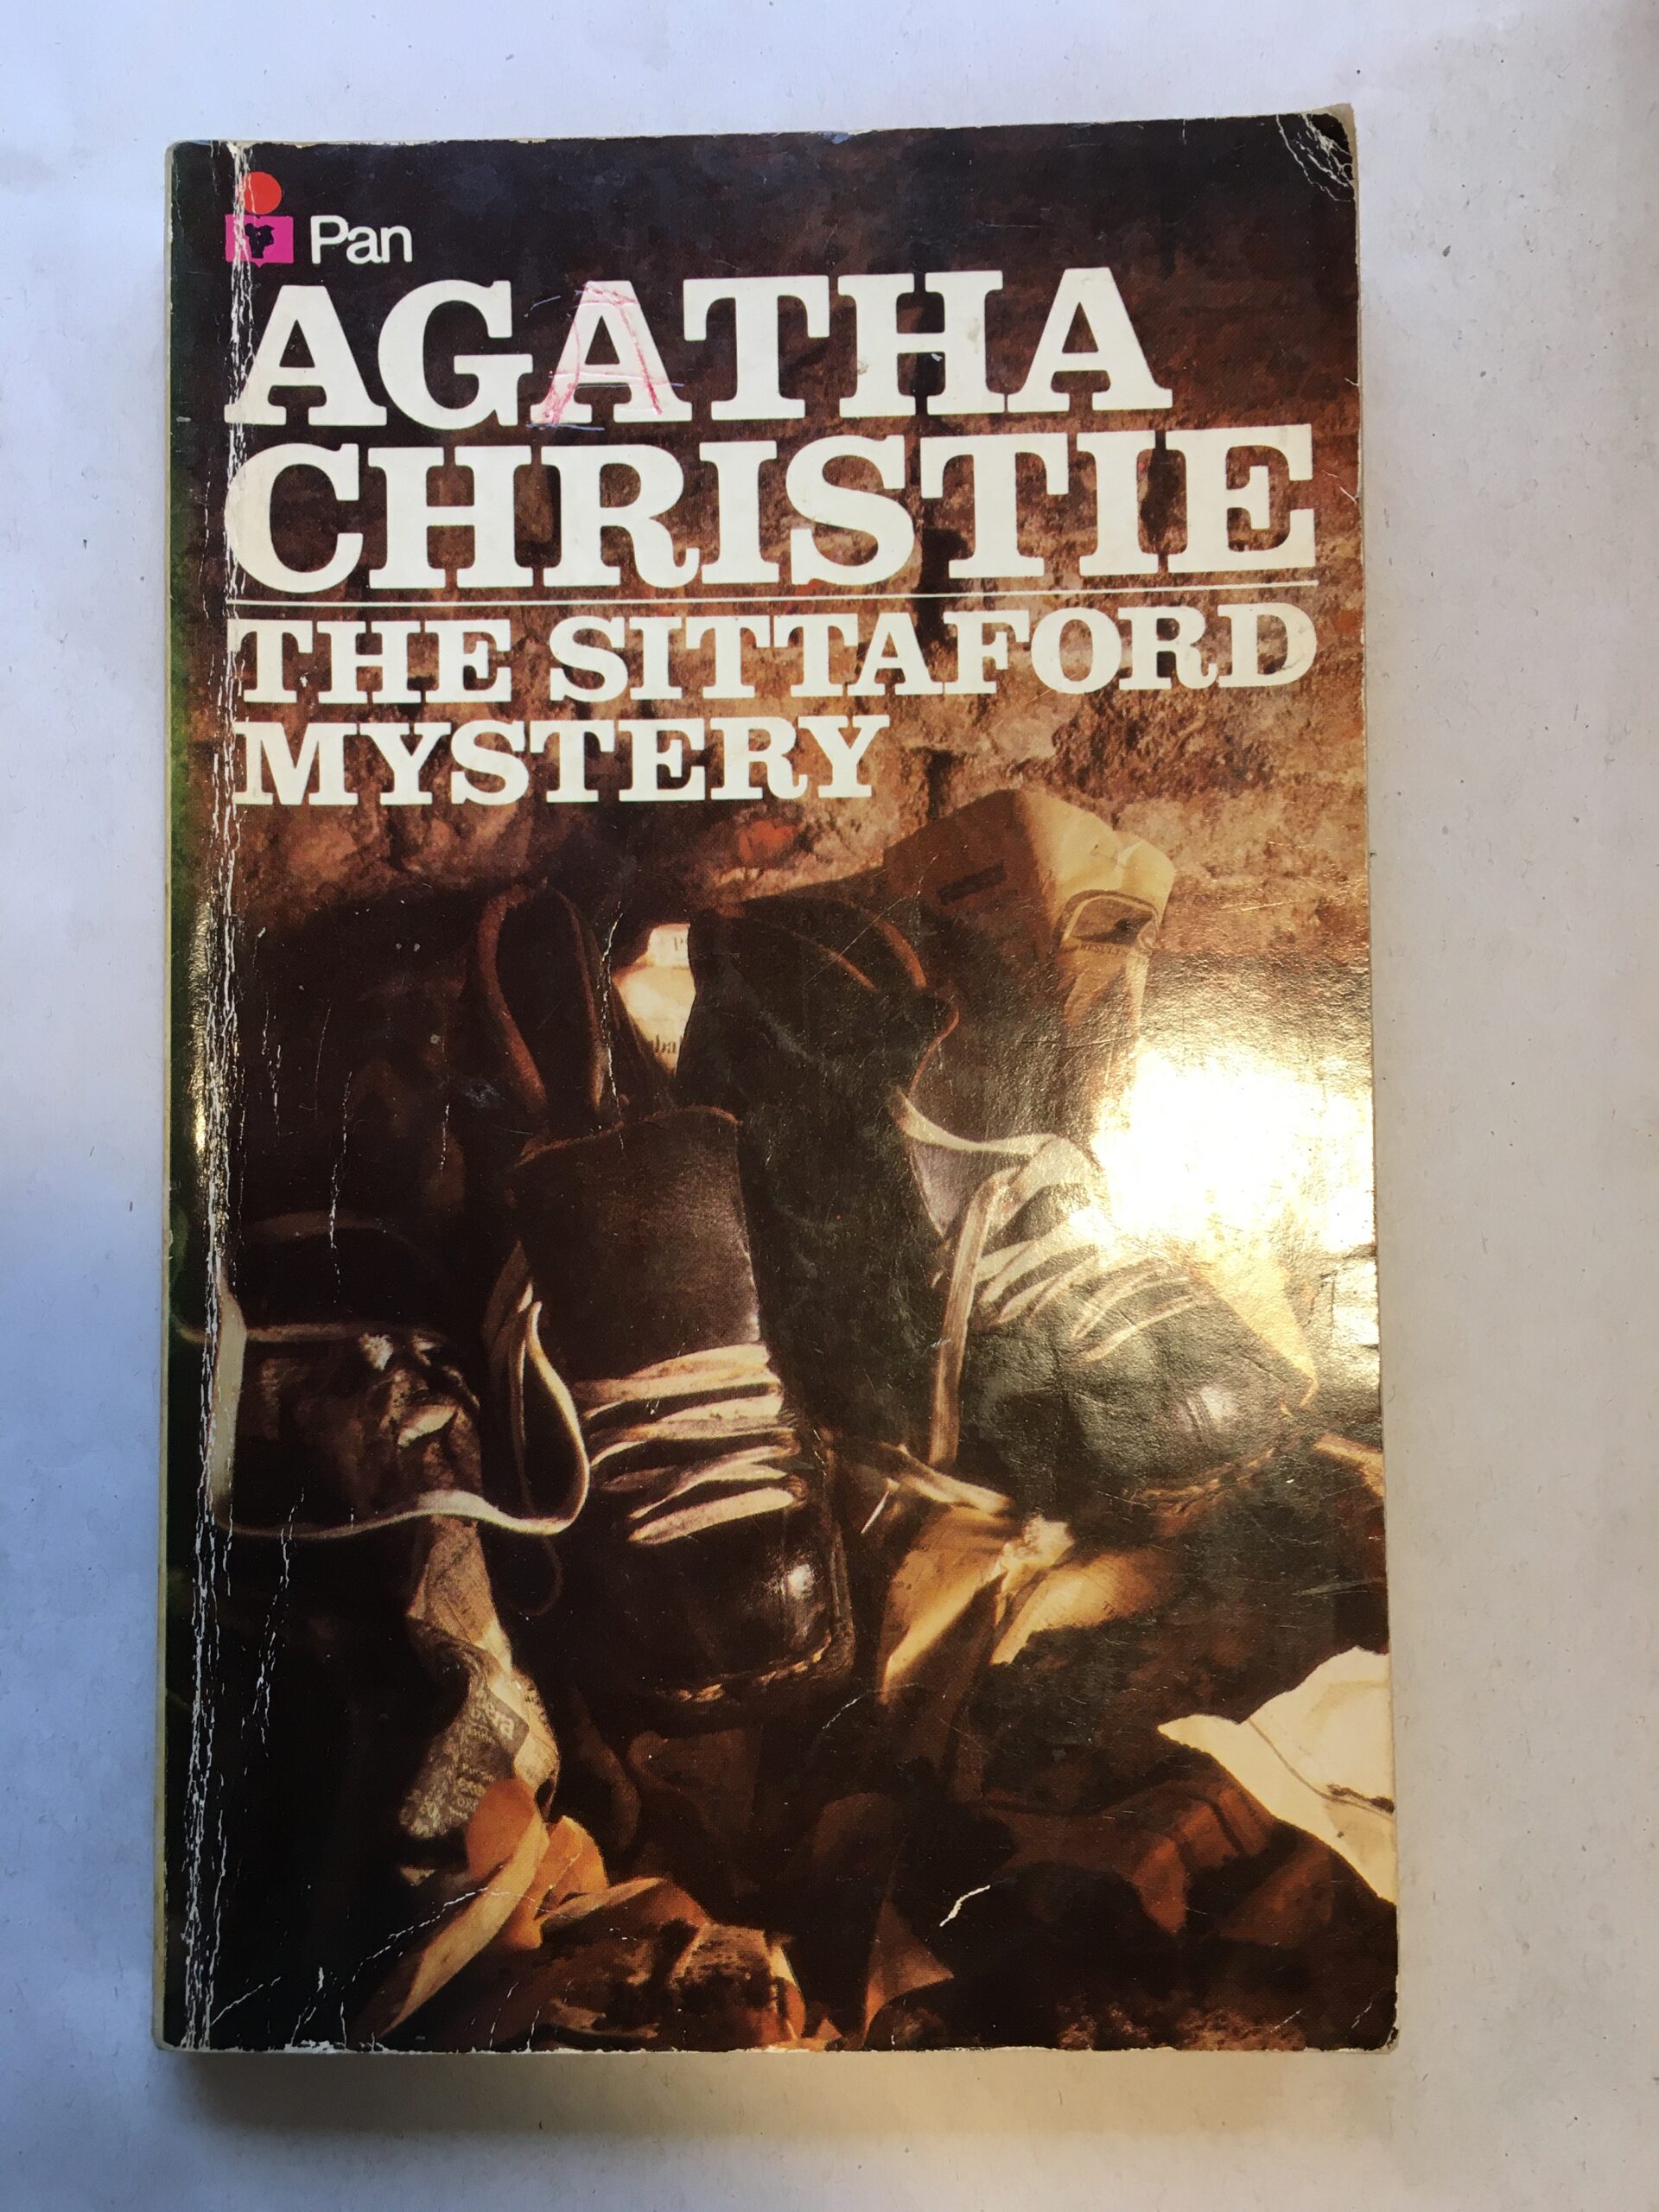 Pan
AGATHA
CHRISTIE
THE SITTAFORD
MYSTERY